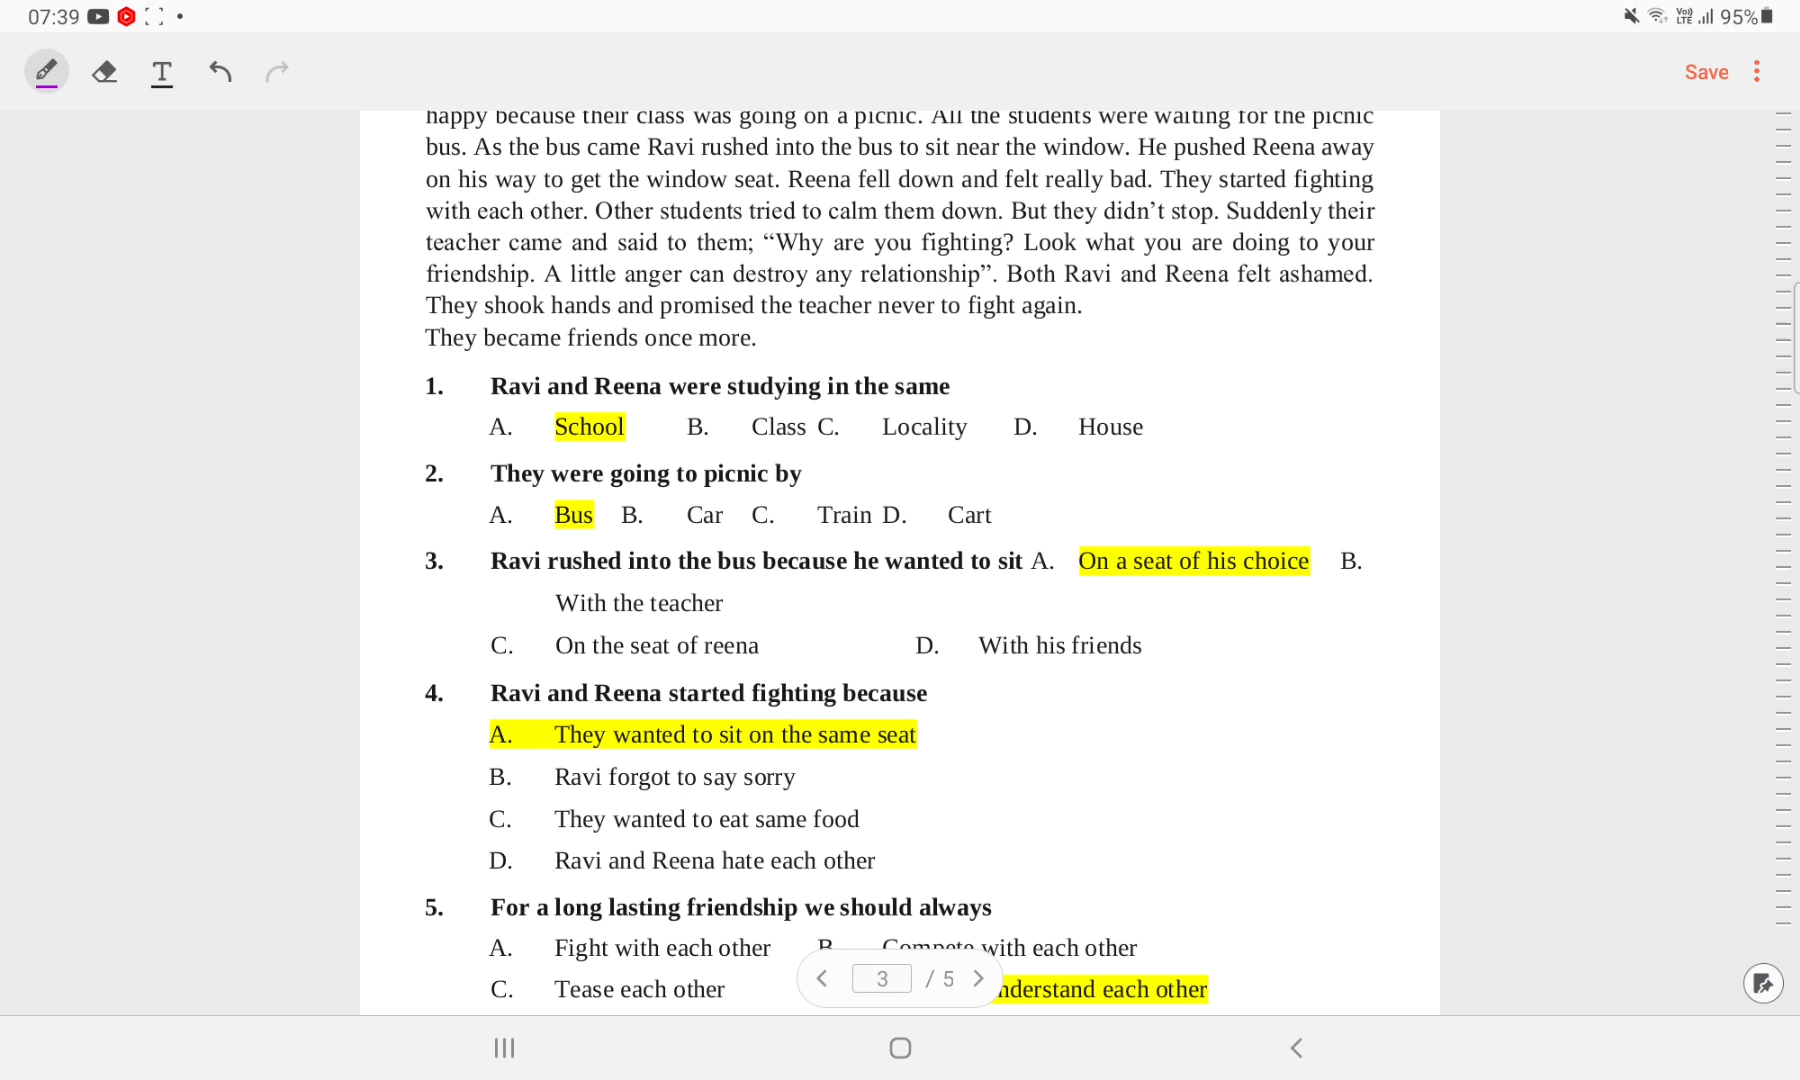 07:39
95%
Save
happy because their class was going on a picnic. All the students were waiting for the picnic
bus. As the bus came Ravi rushed into the bus to sit near the window. He pushed Reena away
on his way to get the window seat. Reena fell down and felt really bad. They started fighting
with each other. Other students tried to calm them down. But they didn’t stop. Suddenly their
teacher came and said to them; “Why are you fighting? Look what you are doing to your
friendship. A little anger can destroy any relationship”. Both Ravi and Reena felt ashamed.
They shook hands and promised the teacher never to fight again.
They became friends once more.
1. Ravi and Reena were studying in the same
A. School B. Class C. Locality D. House
2. They were going to picnic by
A. Bus B. Car C. Train D. Cart
3. Ravi rushed into the bus because he wanted to sit A. On a seat of his choice B.
With the teacher
C. On the seat of reena D. With his friends
4. Ravi and Reena started fighting because
A. They wanted to sit on the same seat
B. Ravi forgot to say sorry
C. They wanted to eat same food
D. Ravi and Reena hate each other
5. For a long lasting friendship we should always
A. Fight with each other B. Compete with each other
C. Tease each other nderstand each other
3 / 5